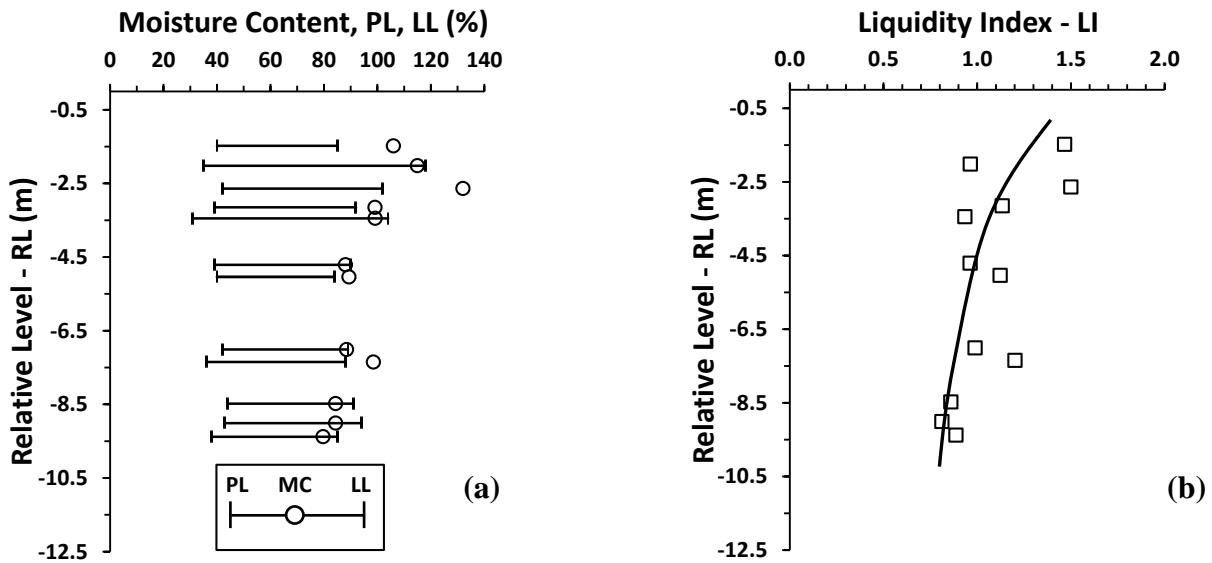 Moisture Content, PL, LL (%)
0 20 40 60 80 100 120 140
Relative Level - RL (m)
-0.5
-2.5
-4.5
-6.5
-8.5
-10.5
-12.5
PL MC LL
(a)
Liquidity Index - LI
0.0 0.5 1.0 1.5 2.0
Relative Level - RL (m)
-0.5
-2.5
-4.5
-6.5
-8.5
-10.5
-12.5
(b)